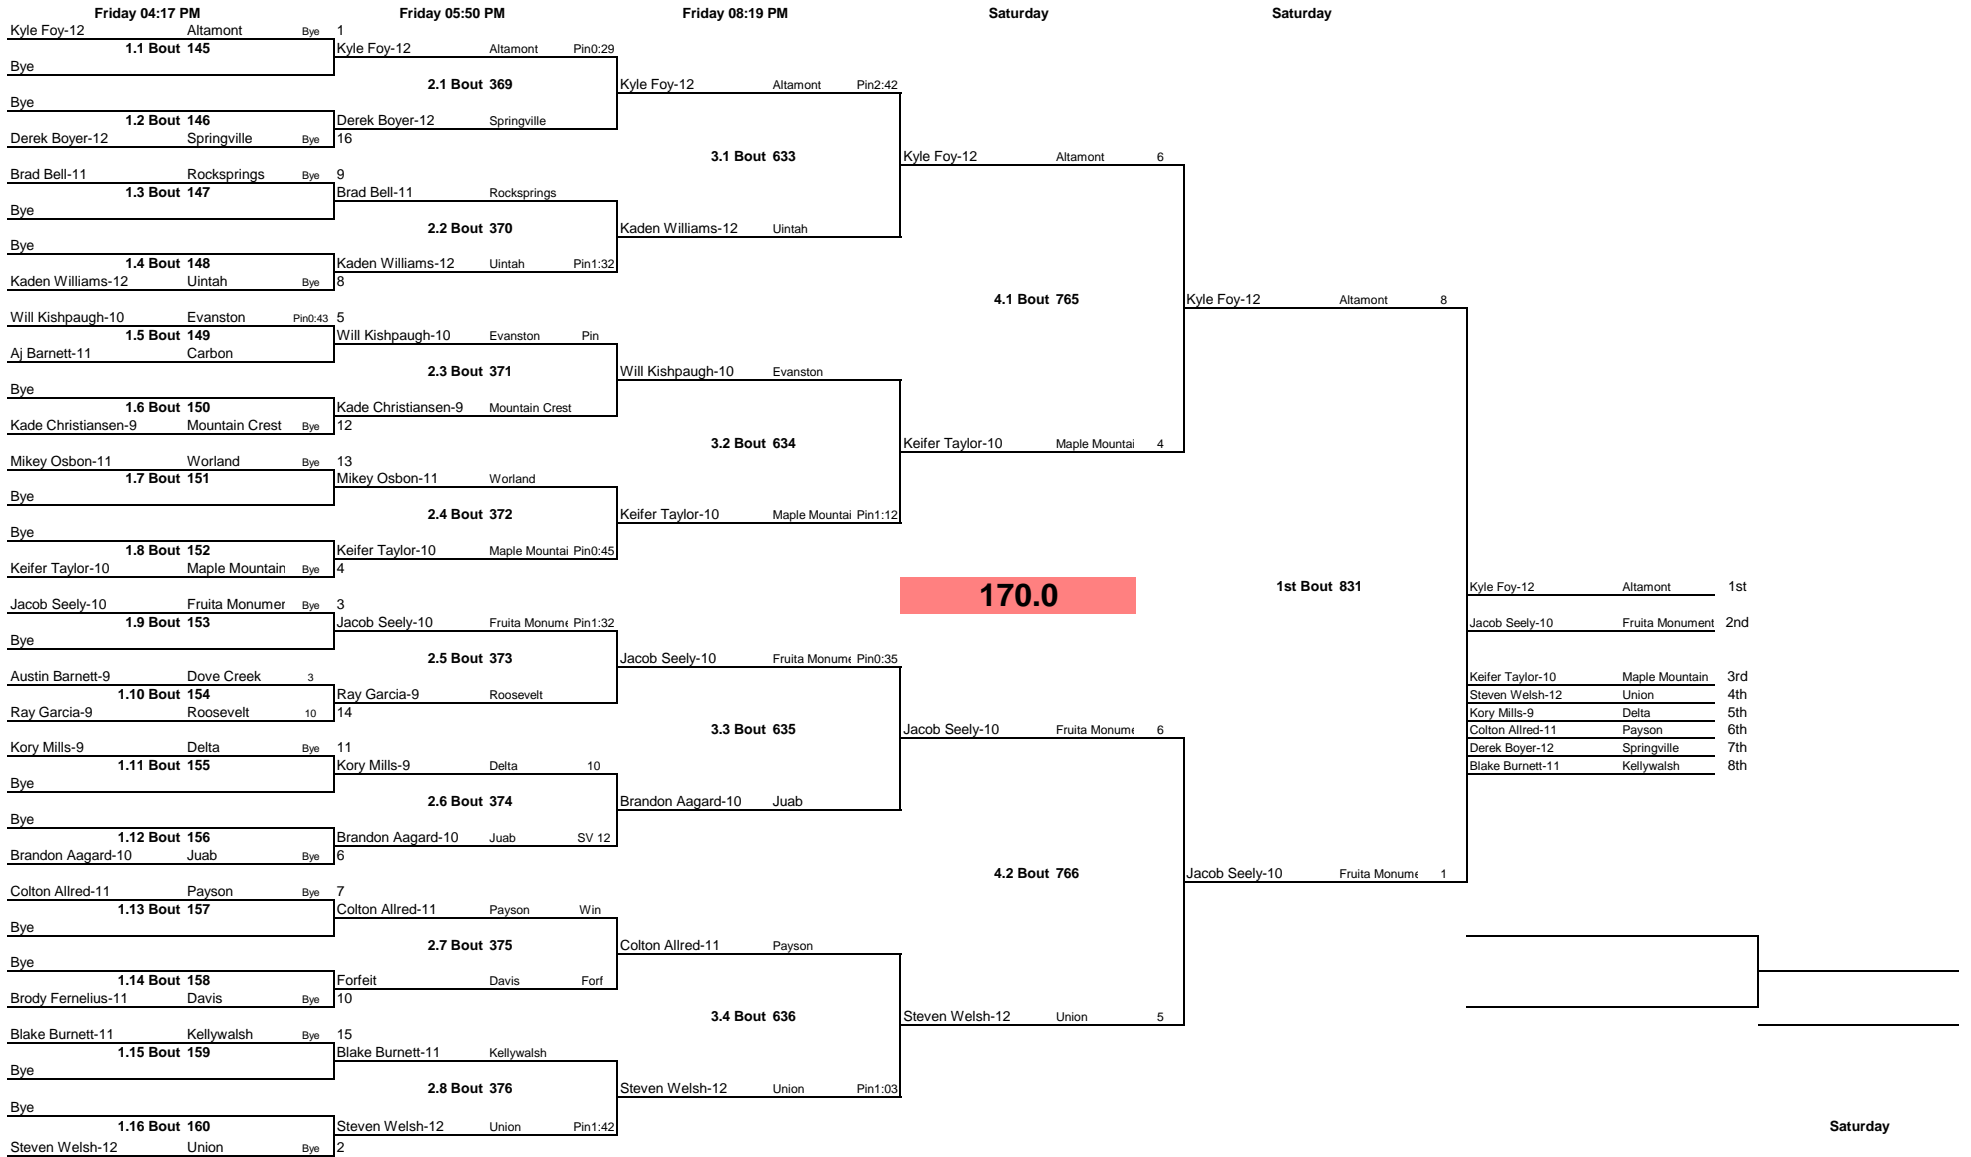 Friday 04:17 PM Friday 05:50 PM Friday 08:19 PM Saturday Saturday
Kyle Foy-12 Altamont Bye 1
1.1 Bout 145 Kyle Foy-12 Altamont Pin0:29
Bye
2.1 Bout 369 Kyle Foy-12 Altamont Pin2:42
Bye
1.2 Bout 146 Derek Boyer-12 Springville
Derek Boyer-12 Springville Bye 16
3.1 Bout 633 Kyle Foy-12 Altamont 6
Brad Bell-11 Rocksprings Bye 9
1.3 Bout 147 Brad Bell-11 Rocksprings
Bye
2.2 Bout 370 Kaden Williams-12 Uintah
Bye
1.4 Bout 148 Kaden Williams-12 Uintah Pin1:32
Kaden Williams-12 Uintah Bye 8
4.1 Bout 765 Kyle Foy-12 Altamont 8
Will Kishpaugh-10 Evanston Pin0:43 5
1.5 Bout 149 Will Kishpaugh-10 Evanston Pin
Aj Barnett-11 Carbon
2.3 Bout 371 Will Kishpaugh-10 Evanston
Bye
1.6 Bout 150 Kade Christiansen-9 Mountain Crest
Kade Christiansen-9 Mountain Crest Bye 12
3.2 Bout 634 Keifer Taylor-10 Maple Mountai 4
Mikey Osbon-11 Worland Bye 13
1.7 Bout 151 Mikey Osbon-11 Worland
Bye
2.4 Bout 372 Keifer Taylor-10 Maple Mountai Pin1:12
Bye
1.8 Bout 152 Keifer Taylor-10 Maple Mountai Pin0:45
Keifer Taylor-10 Maple Mountain Bye 4
170.0 1st Bout 831 Kyle Foy-12 Altamont 1st
Jacob Seely-10 Fruita Monumer Bye 3
1.9 Bout 153 Jacob Seely-10 Fruita Monume Pin1:32 Jacob Seely-10 Fruita Monument 2nd
Bye
2.5 Bout 373 Jacob Seely-10 Fruita Monume Pin0:35
Austin Barnett-9 Dove Creek 3 Keifer Taylor-10 Maple Mountain 3rd
1.10 Bout 154 Ray Garcia-9 Roosevelt Steven Welsh-12 Union 4th
Ray Garcia-9 Roosevelt 10 14 Kory Mills-9 Delta 5th
3.3 Bout 635 Jacob Seely-10 Fruita Monume 6 Colton Allred-11 Payson 6th
Kory Mills-9 Delta Bye 11 Derek Boyer-12 Springville 7th
1.11 Bout 155 Kory Mills-9 Delta 10 Blake Burnett-11 Kellywalsh 8th
Bye
2.6 Bout 374 Brandon Aagard-10 Juab
Bye
1.12 Bout 156 Brandon Aagard-10 Juab SV 12
Brandon Aagard-10 Juab Bye 6
4.2 Bout 766 Jacob Seely-10 Fruita Monume 1
Colton Allred-11 Payson Bye 7
1.13 Bout 157 Colton Allred-11 Payson Win
Bye
2.7 Bout 375 Colton Allred-11 Payson
Bye
1.14 Bout 158 Forfeit Davis Forf
Brody Fernelius-11 Davis Bye 10
3.4 Bout 636 Steven Welsh-12 Union 5
Blake Burnett-11 Kellywalsh Bye 15
1.15 Bout 159 Blake Burnett-11 Kellywalsh
Bye
2.8 Bout 376 Steven Welsh-12 Union Pin1:03
Bye
1.16 Bout 160 Steven Welsh-12 Union Pin1:42 Saturday
Steven Welsh-12 Union Bye 2